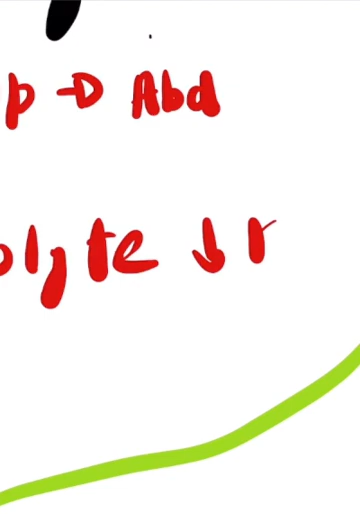 p → Abd
olyte ↓ r